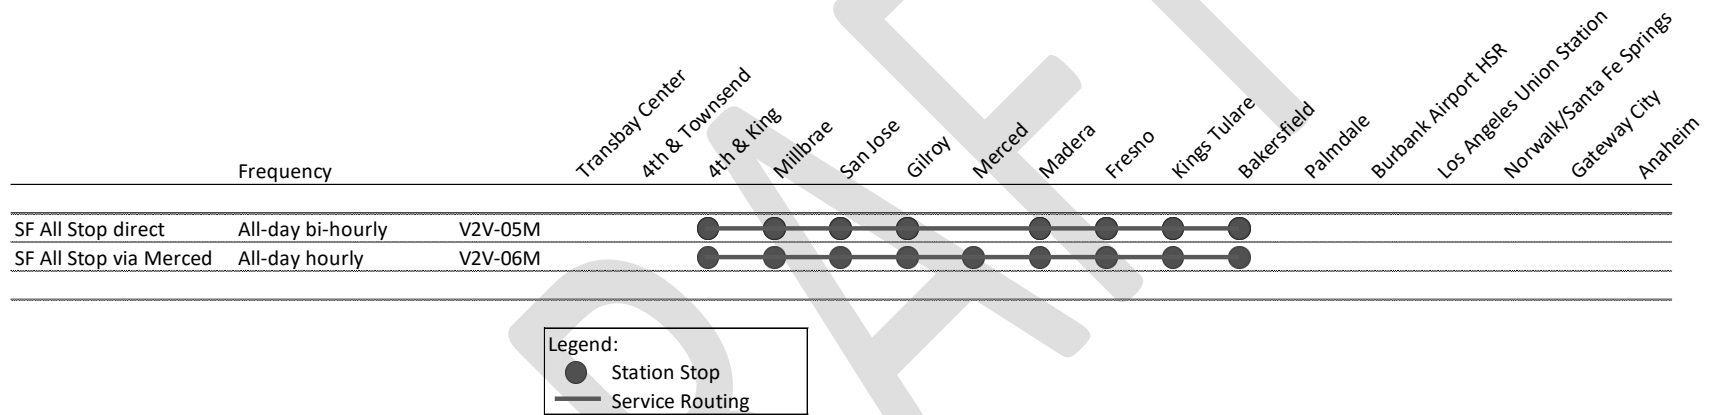 Frequency
Transbay Center
4th & Townsend
4th & King
Millbrae
San Jose
Gilroy
Merced
Madera
Fresno
Kings Tulare
Bakersfield
Palmdale
Burbank Airport HSR
Los Angeles Union Station
Norwalk/Santa Fe Springs
Gateway City
Anaheim
SF All Stop direct All-day bi-hourly V2V-05M
SF All Stop via Merced All-day hourly V2V-06M
Legend:
Station Stop
Service Routing